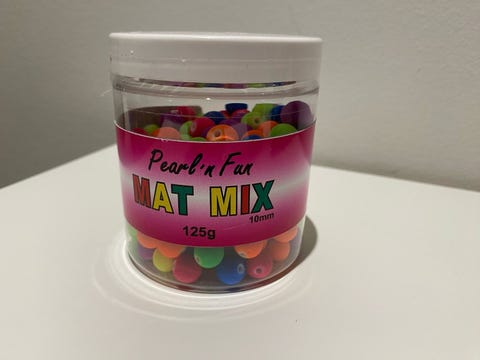 Pearl'n Fun
MAT MIX
10mm
125g